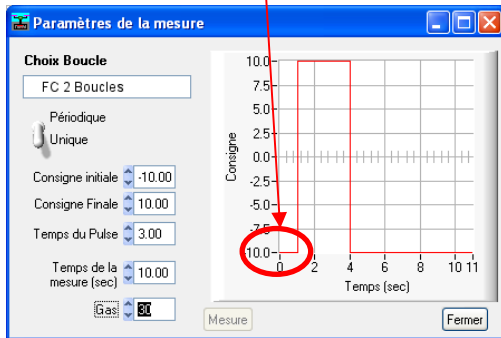 Paramètres de la mesure
Choix Boucle
FC 2 Boucles
Périodique
Unique
Consigne initiale -10.00
Consigne Finale 10.00
Temps du Pulse 3.00
Temps de la
mesure (sec) 10.00
Gas 30
Consigne
10.0
7.5
5.0
2.5
0.0
-2.5
-5.0
-7.5
-10.0
0 2 4 6 8 10 11
Temps (sec)
Mesure
Fermer